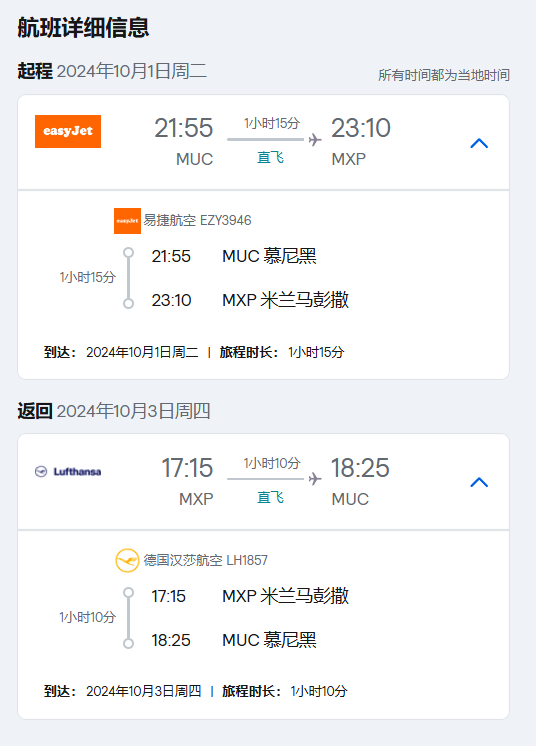 航班详细信息
起程 2024年10月1日周二
所有时间都为当地时间
easyJet 21:55 1小时15分 23:10
MUC 直飞 MXP
easyJet 易捷航空 EZY3946
21:55 MUC 慕尼黑
1小时15分
23:10 MXP 米兰马彭撒
到达： 2024年10月1日周二 | 旅程时长： 1小时15分
返回 2024年10月3日周四
Lufthansa 17:15 1小时10分 18:25
MXP 直飞 MUC
德国汉莎航空 LH1857
17:15 MXP 米兰马彭撒
1小时10分
18:25 MUC 慕尼黑
到达： 2024年10月3日周四 | 旅程时长： 1小时10分